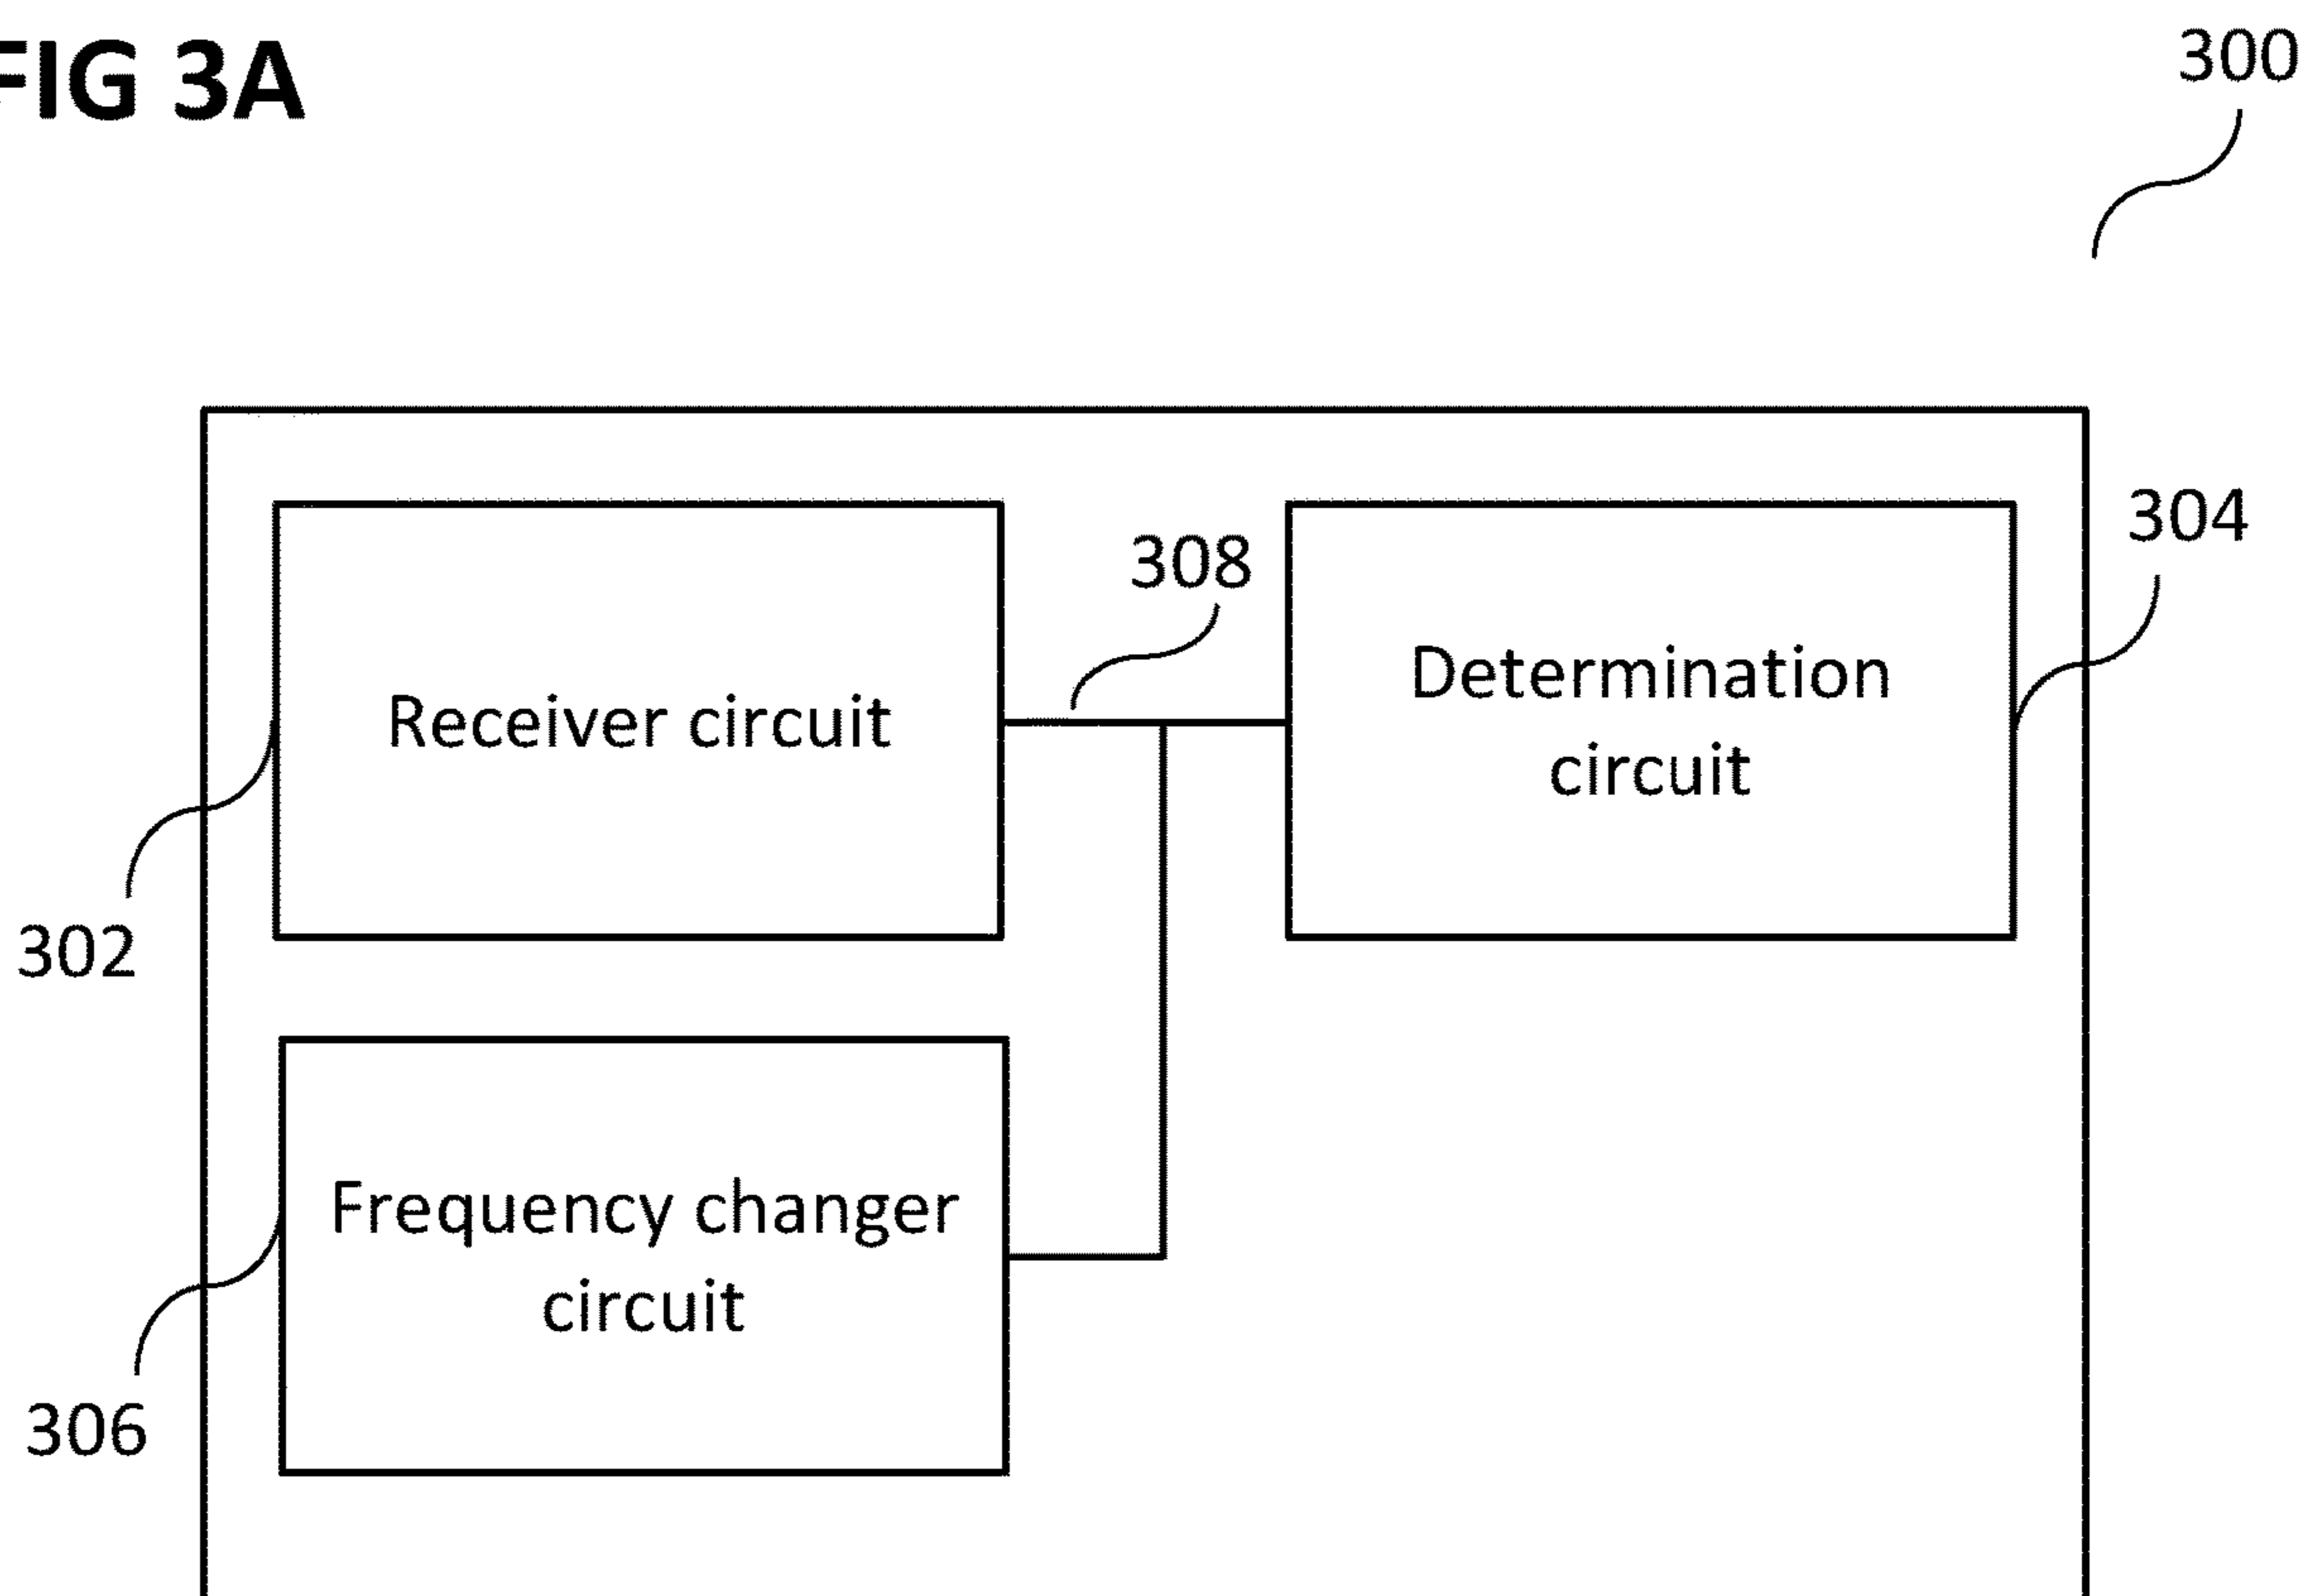 FIG 3A
300
304
308
Determination
circuit
Receiver circuit
302
Frequency changer
circuit
306